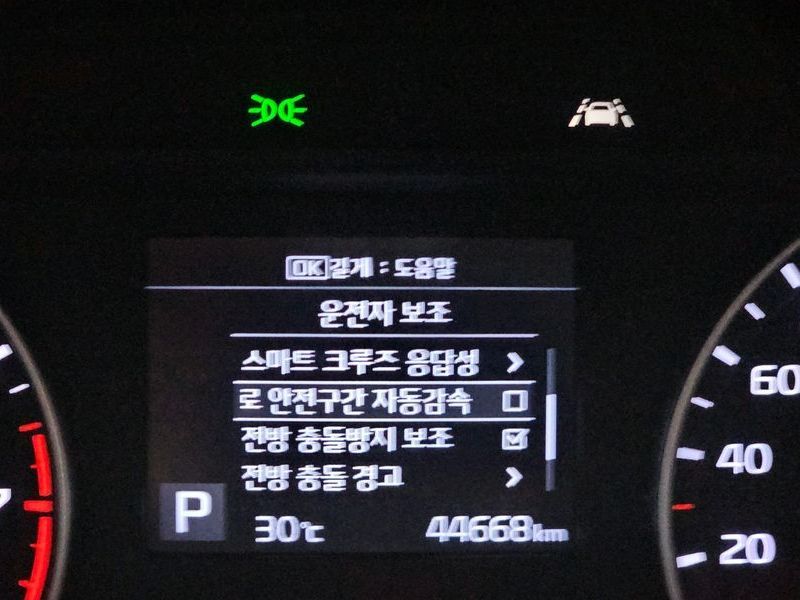 OK 길게 : 도움말
운전자 보조
스마트 크루즈 응답성
로 안전구간 자동감속
전방 충돌방지 보조
전방 충돌 경고
P
30℃
44668km
60
40
20